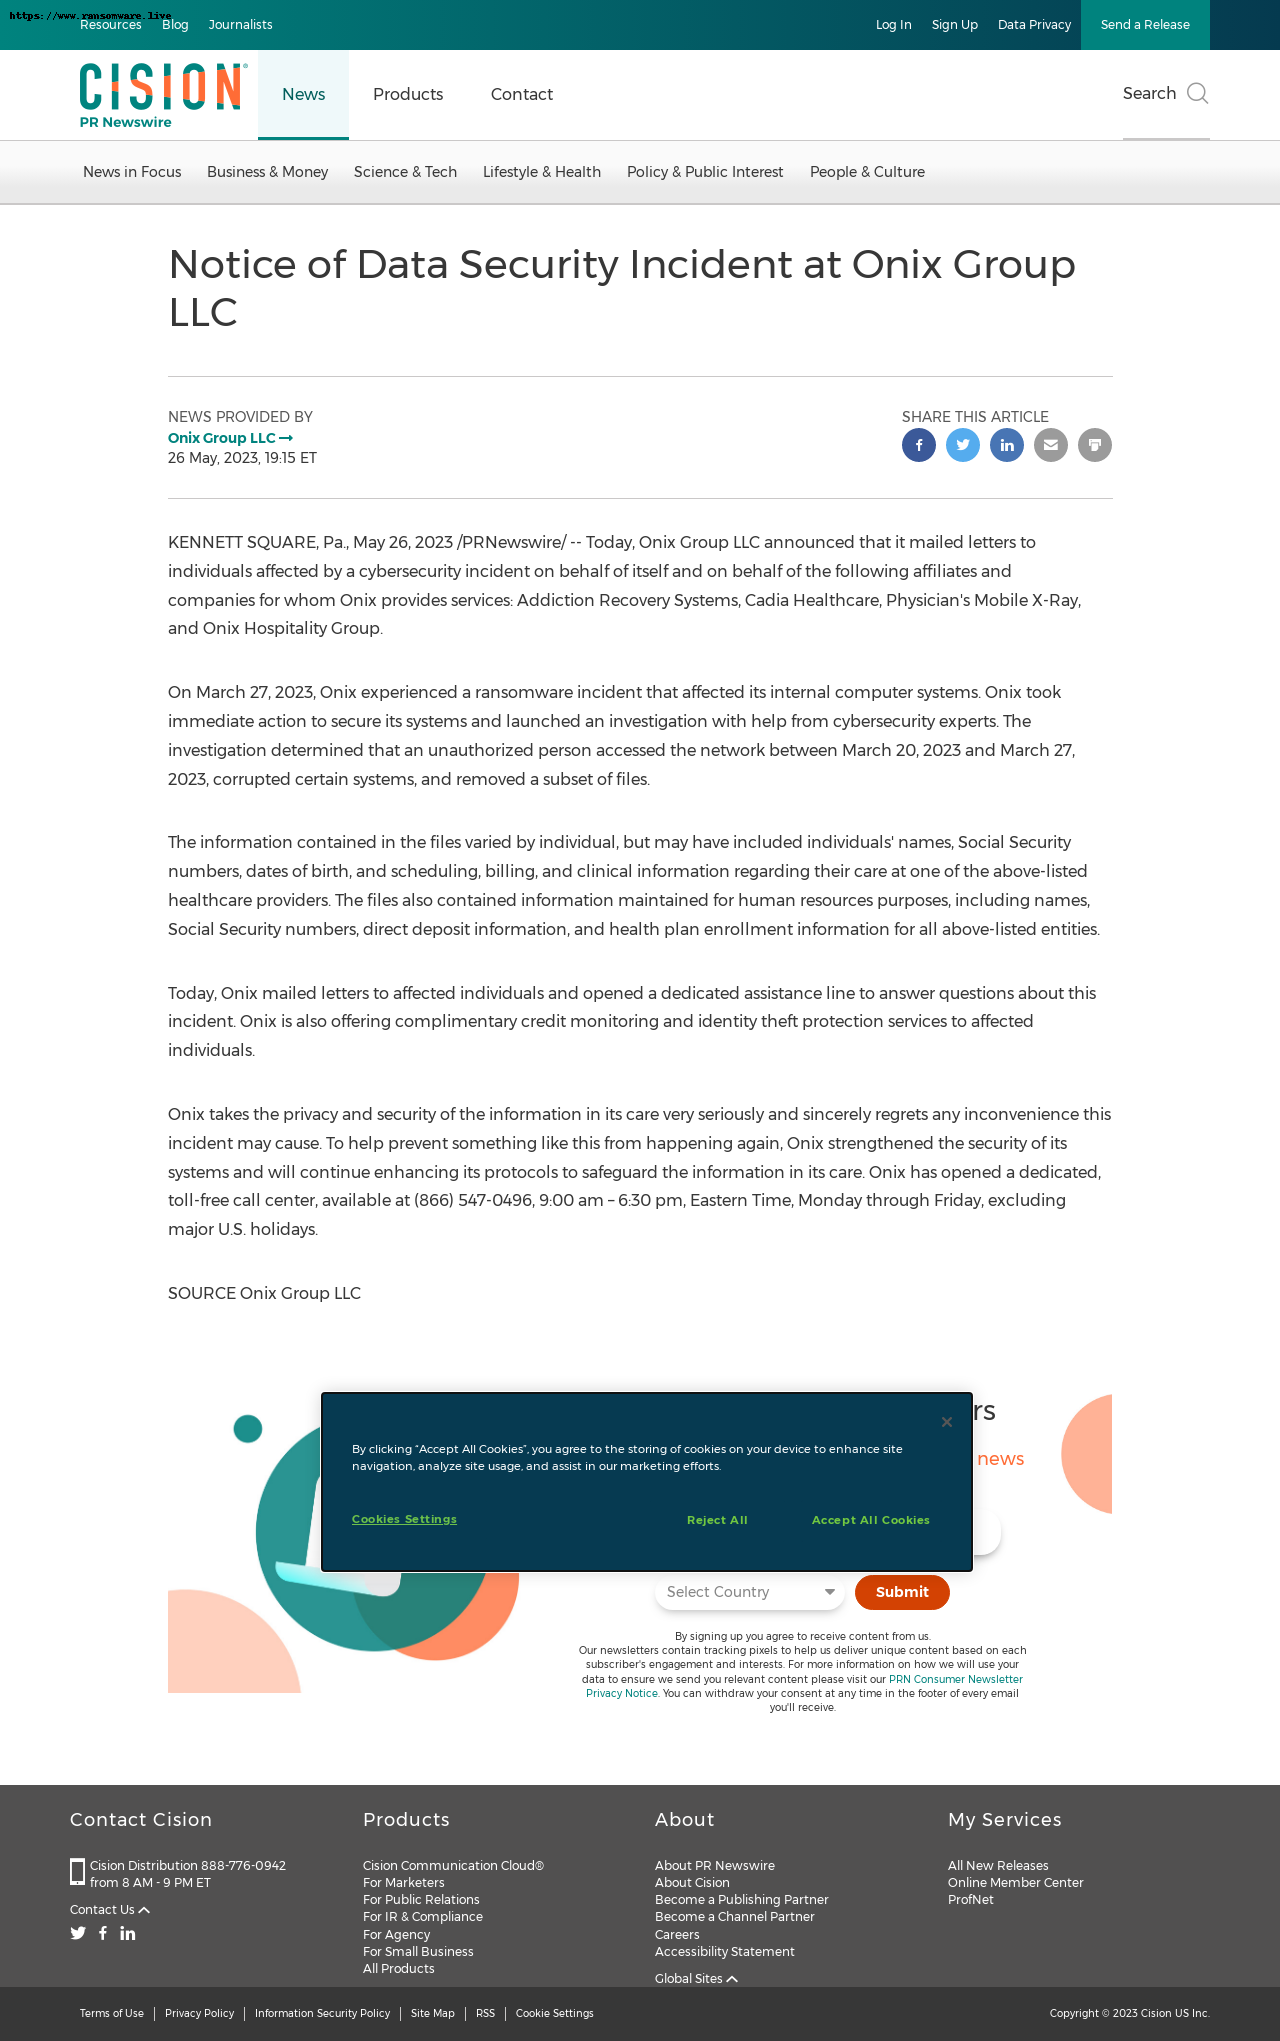 https://www.ransomware.live
Resources Blog Journalists Log In Sign Up Data Privacy Send a Release
CISION®
PR Newswire
News Products Contact Search
News in Focus Business & Money Science & Tech Lifestyle & Health Policy & Public Interest People & Culture
Notice of Data Security Incident at Onix Group
LLC
NEWS PROVIDED BY
Onix Group LLC
26 May, 2023, 19:15 ET
SHARE THIS ARTICLE
KENNETT SQUARE, Pa., May 26, 2023 /PRNewswire/ -- Today, Onix Group LLC announced that it mailed letters to
individuals affected by a cybersecurity incident on behalf of itself and on behalf of the following affiliates and
companies for whom Onix provides services: Addiction Recovery Systems, Cadia Healthcare, Physician's Mobile X-Ray,
and Onix Hospitality Group.
On March 27, 2023, Onix experienced a ransomware incident that affected its internal computer systems. Onix took
immediate action to secure its systems and launched an investigation with help from cybersecurity experts. The
investigation determined that an unauthorized person accessed the network between March 20, 2023 and March 27,
2023, corrupted certain systems, and removed a subset of files.
The information contained in the files varied by individual, but may have included individuals' names, Social Security
numbers, dates of birth, and scheduling, billing, and clinical information regarding their care at one of the above-listed
healthcare providers. The files also contained information maintained for human resources purposes, including names,
Social Security numbers, direct deposit information, and health plan enrollment information for all above-listed entities.
Today, Onix mailed letters to affected individuals and opened a dedicated assistance line to answer questions about this
incident. Onix is also offering complimentary credit monitoring and identity theft protection services to affected
individuals.
Onix takes the privacy and security of the information in its care very seriously and sincerely regrets any inconvenience this
incident may cause. To help prevent something like this from happening again, Onix strengthened the security of its
systems and will continue enhancing its protocols to safeguard the information in its care. Onix has opened a dedicated,
toll-free call center, available at (866) 547-0496, 9:00 am – 6:30 pm, Eastern Time, Monday through Friday, excluding
major U.S. holidays.
SOURCE Onix Group LLC
rs
news
By clicking "Accept All Cookies", you agree to the storing of cookies on your device to enhance site
navigation, analyze site usage, and assist in our marketing efforts.
Cookies Settings Reject All Accept All Cookies
Select Country Submit
By signing up you agree to receive content from us.
Our newsletters contain tracking pixels to help us deliver unique content based on each
subscriber's engagement and interests. For more information on how we will use your
data to ensure we send you relevant content please visit our PRN Consumer Newsletter
Privacy Notice. You can withdraw your consent at any time in the footer of every email
you'll receive.
Contact Cision
Cision Distribution 888-776-0942
from 8 AM - 9 PM ET
Contact Us
Products
Cision Communication Cloud®
For Marketers
For Public Relations
For IR & Compliance
For Agency
For Small Business
All Products
About
About PR Newswire
About Cision
Become a Publishing Partner
Become a Channel Partner
Careers
Accessibility Statement
Global Sites
My Services
All New Releases
Online Member Center
ProfNet
Terms of Use Privacy Policy Information Security Policy Site Map RSS Cookie Settings Copyright © 2023 Cision US Inc.